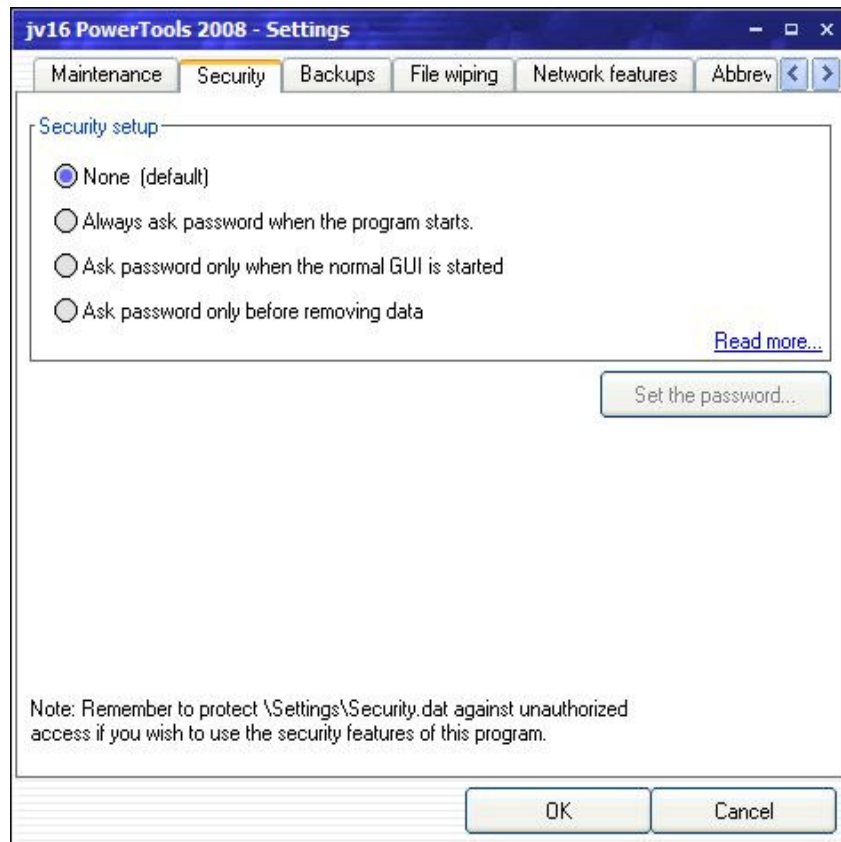 jv16 PowerTools 2008 - Settings
Maintenance Security Backups File wiping Network features Abbrev
Security setup
None (default)
Always ask password when the program starts.
Ask password only when the normal GUI is started
Ask password only before removing data
Read more...
Set the password...
Note: Remember to protect \Settings\Security.dat against unauthorized
access if you wish to use the security features of this program.
OK Cancel